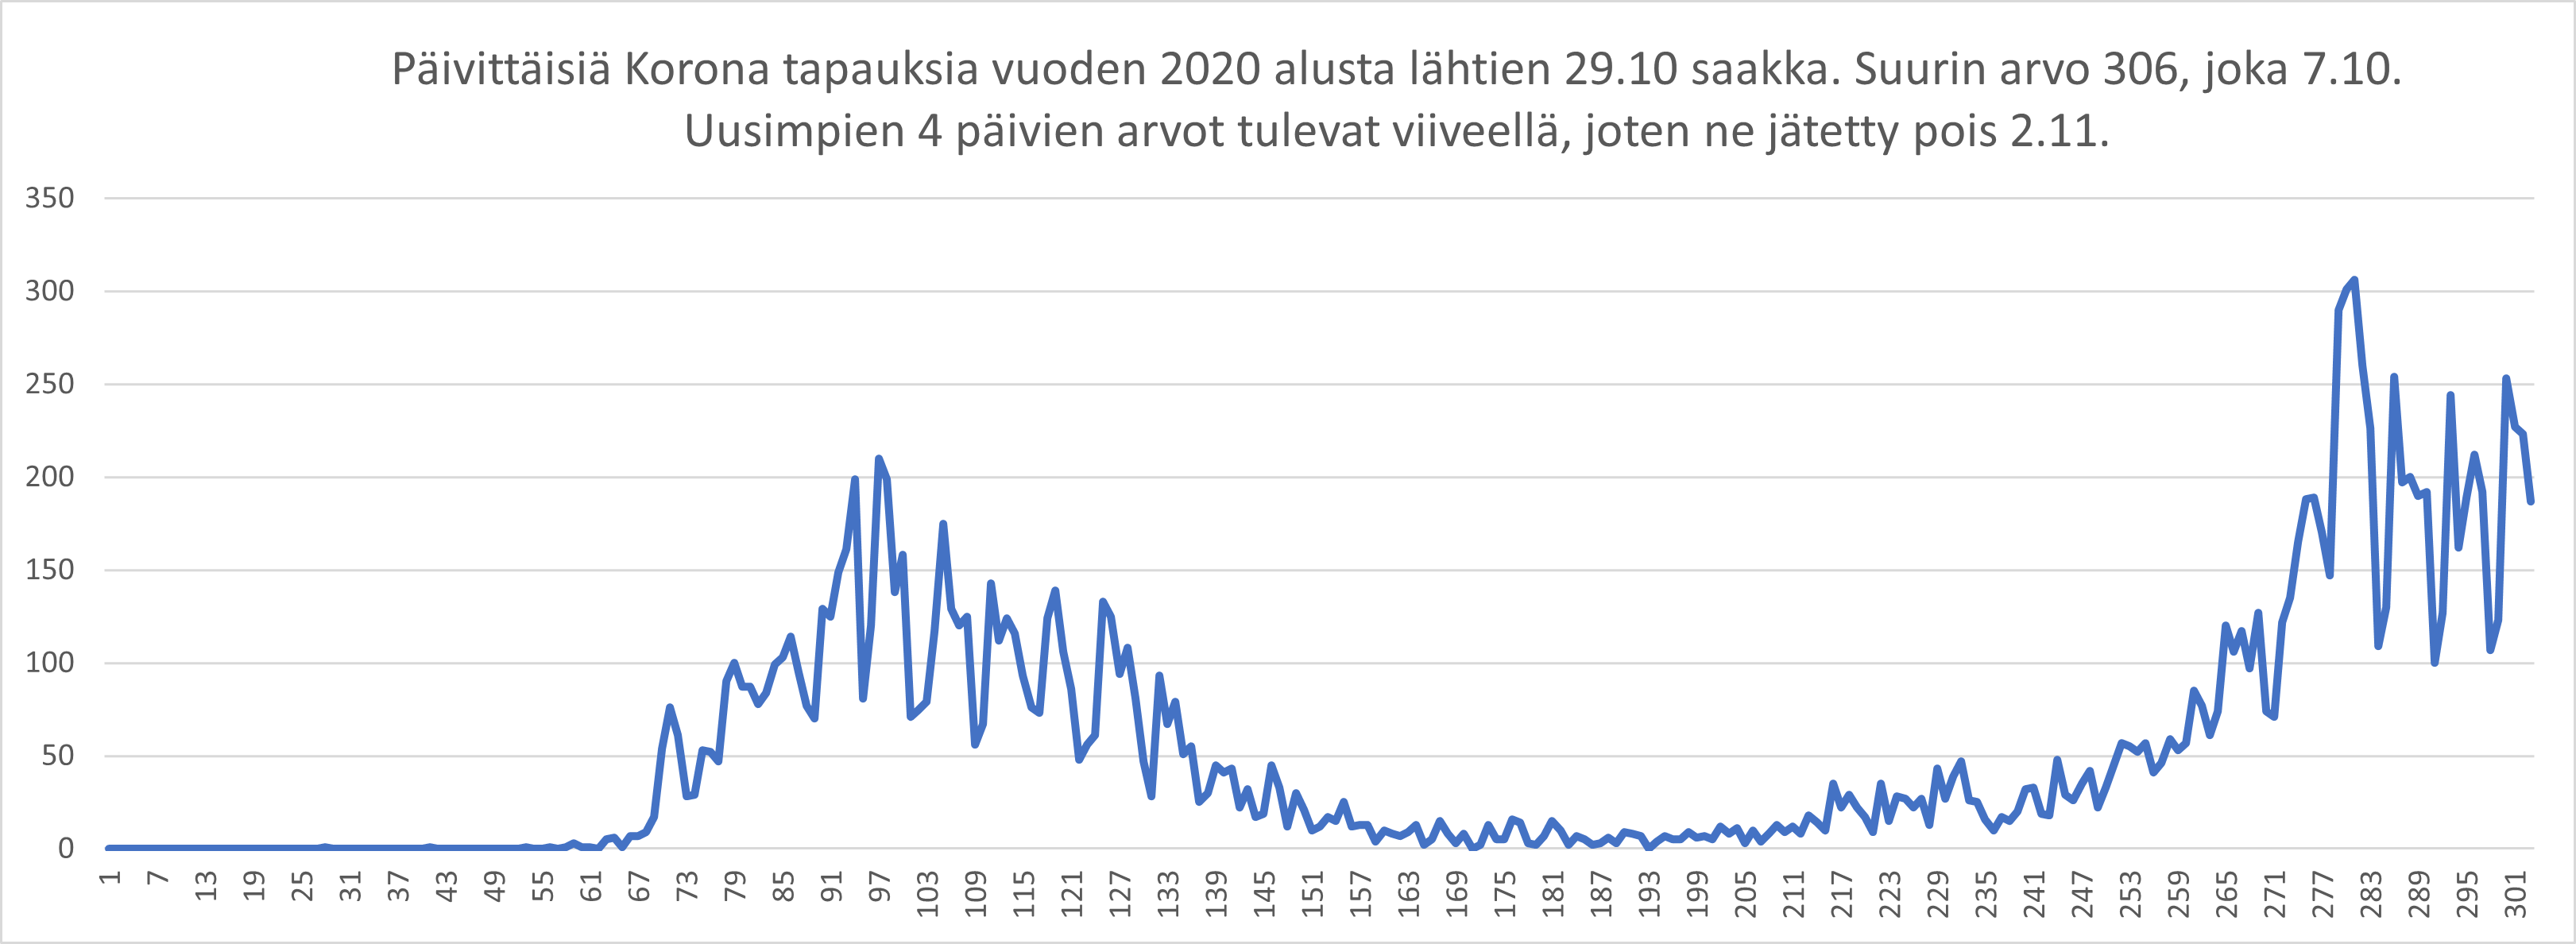 Päivittäisiä Korona tapauksia vuoden 2020 alusta lähtien 29.10 saakka. Suurin arvo 306, joka 7.10.
Uusimpien 4 päivien arvot tulevat viiveellä, joten ne jätetty pois 2.11.
350
300
250
200
150
100
50
0
1 7 13 19 25 31 37 43 49 55 61 67 73 79 85 91 97 103 109 115 121 127 133 139 145 151 157 163 169 175 181 187 193 199 205 211 217 223 229 235 241 247 253 259 265 271 277 283 289 295 301